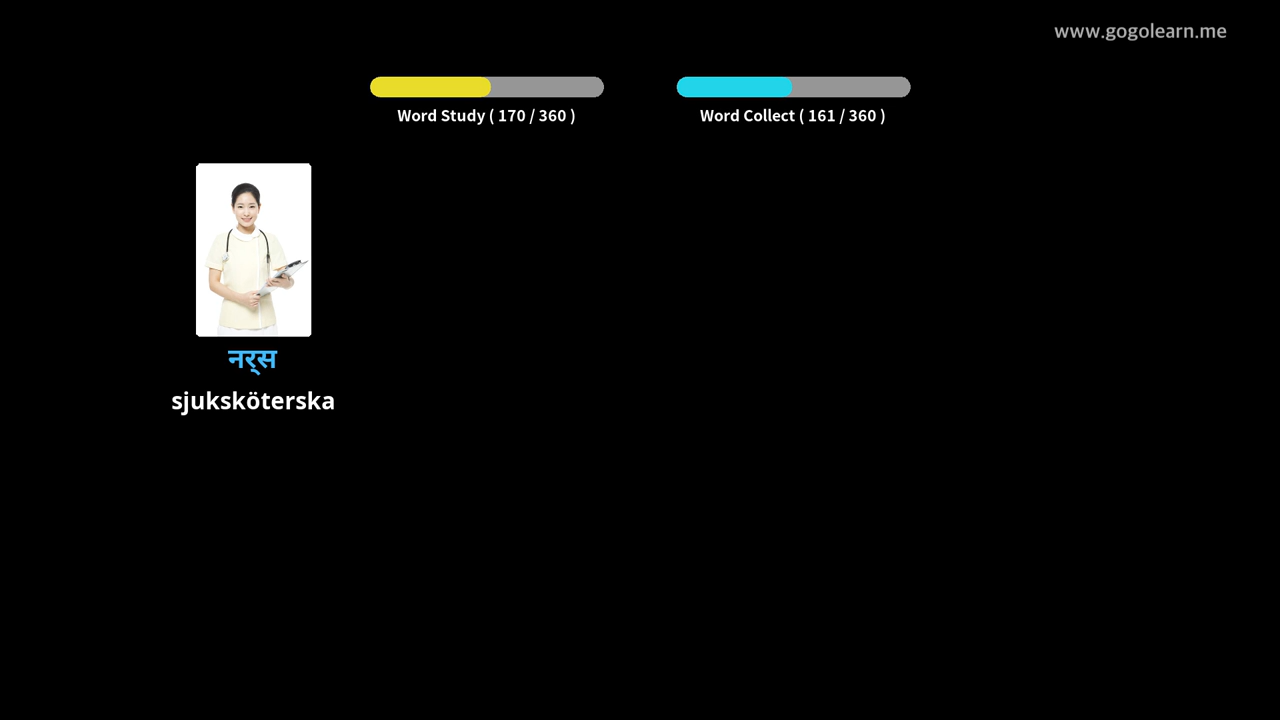 www.gogolearn.me
Word Study ( 170 / 360 )
Word Collect ( 161 / 360 )
नर्‌स
sjuksköterska